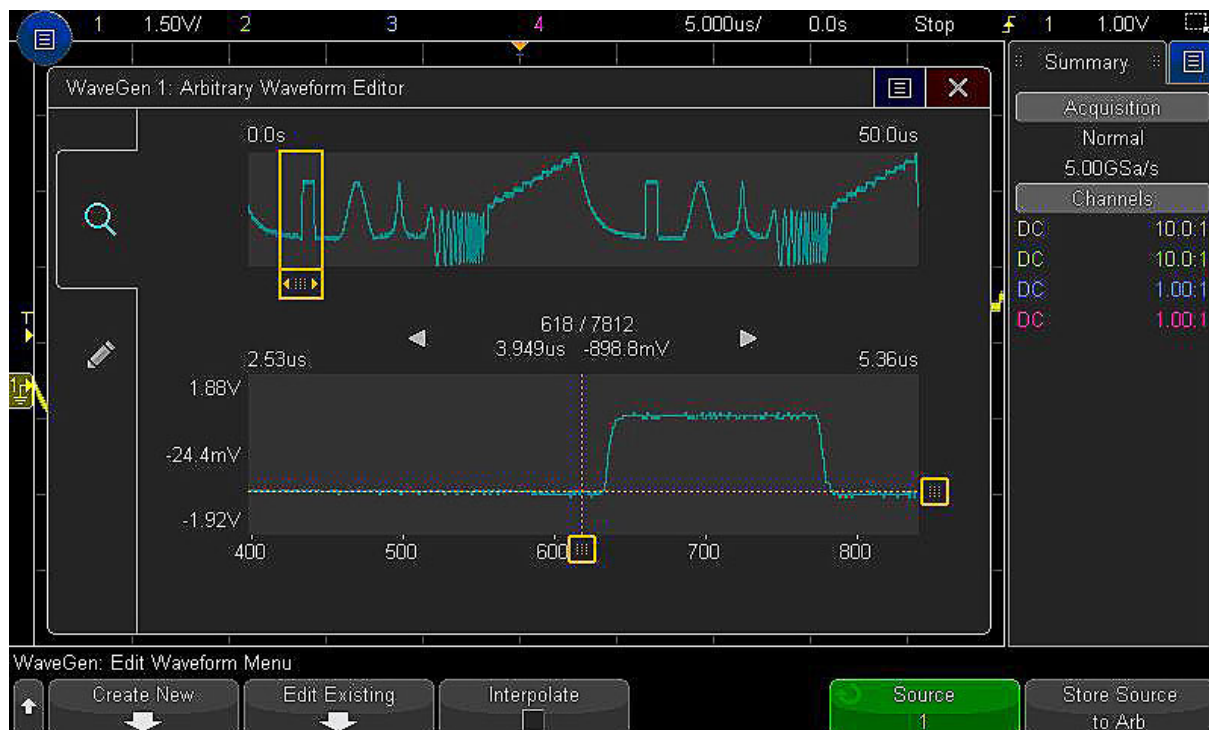 1 1.50V/ 2 3 4 5.000us/ 0.0s Stop 1 1.00V
WaveGen 1: Arbitrary Waveform Editor
Summary
Acquisition
Normal
5.00GSa/s
Channels
DC 10.0:1
DC 10.0:1
DC 1.00:1
DC 1.00:1
0.0s 50.0us
T
618 / 7812
3.949us -898.8mV
2.53us 5.36us
1
1.88V
-24.4mV
-1.92V
400 500 600 700 800
WaveGen: Edit Waveform Menu
Create New
Edit Existing
Interpolate
Source
1
Store Source
to Arb